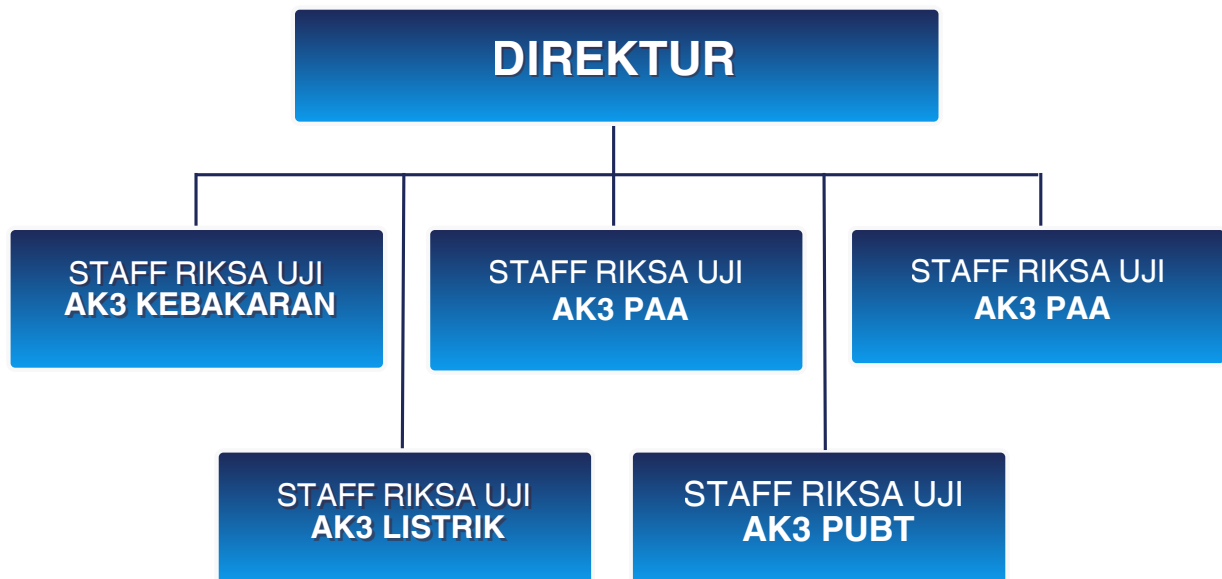 DIREKTUR
STAFF RIKSA UJI
AK3 KEBAKARAN
STAFF RIKSA UJI
AK3 PAA
STAFF RIKSA UJI
AK3 PAA
STAFF RIKSA UJI
AK3 LISTRIK
STAFF RIKSA UJI
AK3 PUBT